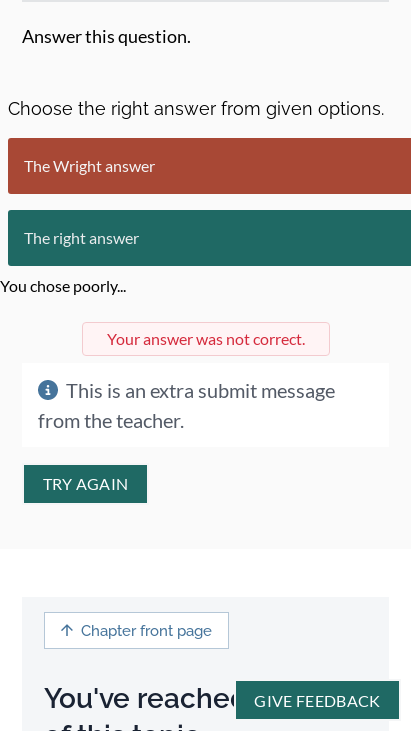 Answer this question.
Choose the right answer from given options.
The Wright answer
The right answer
You chose poorly...
Your answer was not correct.
This is an extra submit message
from the teacher.
TRY AGAIN
Chapter front page
You've reached
GIVE FEEDBACK
of this topic